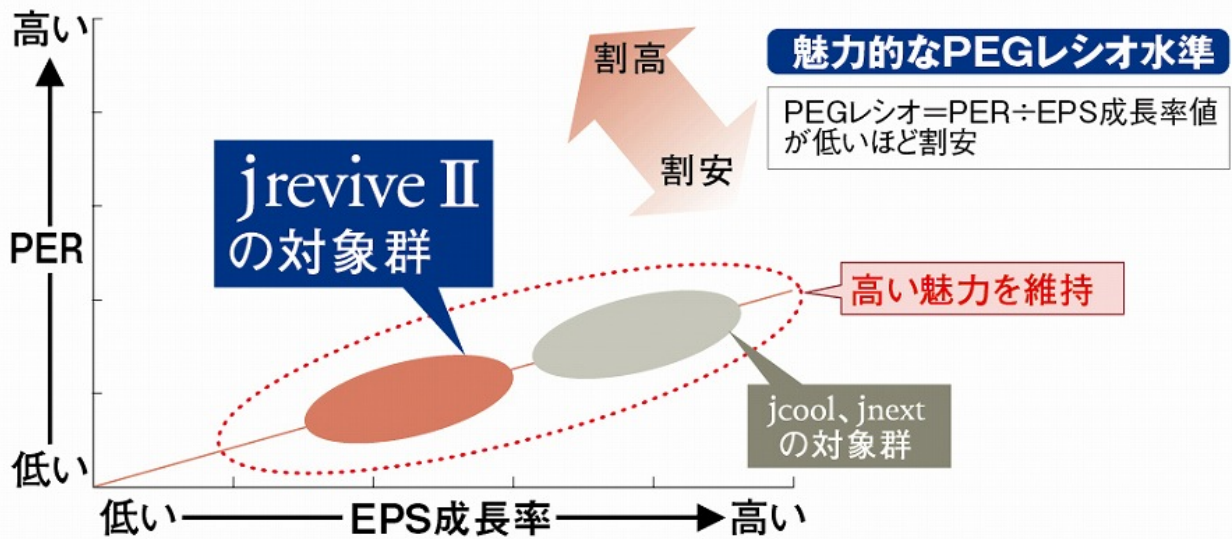 高い
PER
低い
低い
EPS成長率
高い
jreviveⅡ
の対象群
割高
割安
魅力的なPEGレシオ水準
PEGレシオ=PER÷EPS成長率値
が低いほど割安
高い魅力を維持
jcool、jnext
の対象群